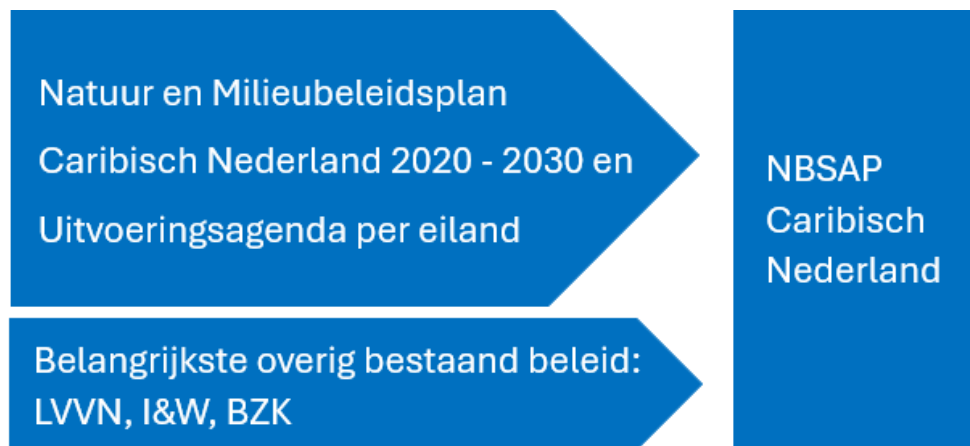 Natuur en Milieubeleidsplan
Caribisch Nederland 2020 - 2030 en
Uitvoeringsagenda per eiland
Belangrijkste overig bestaand beleid:
LVVN, I&W, BZK
NBSAP
Caribisch
Nederland